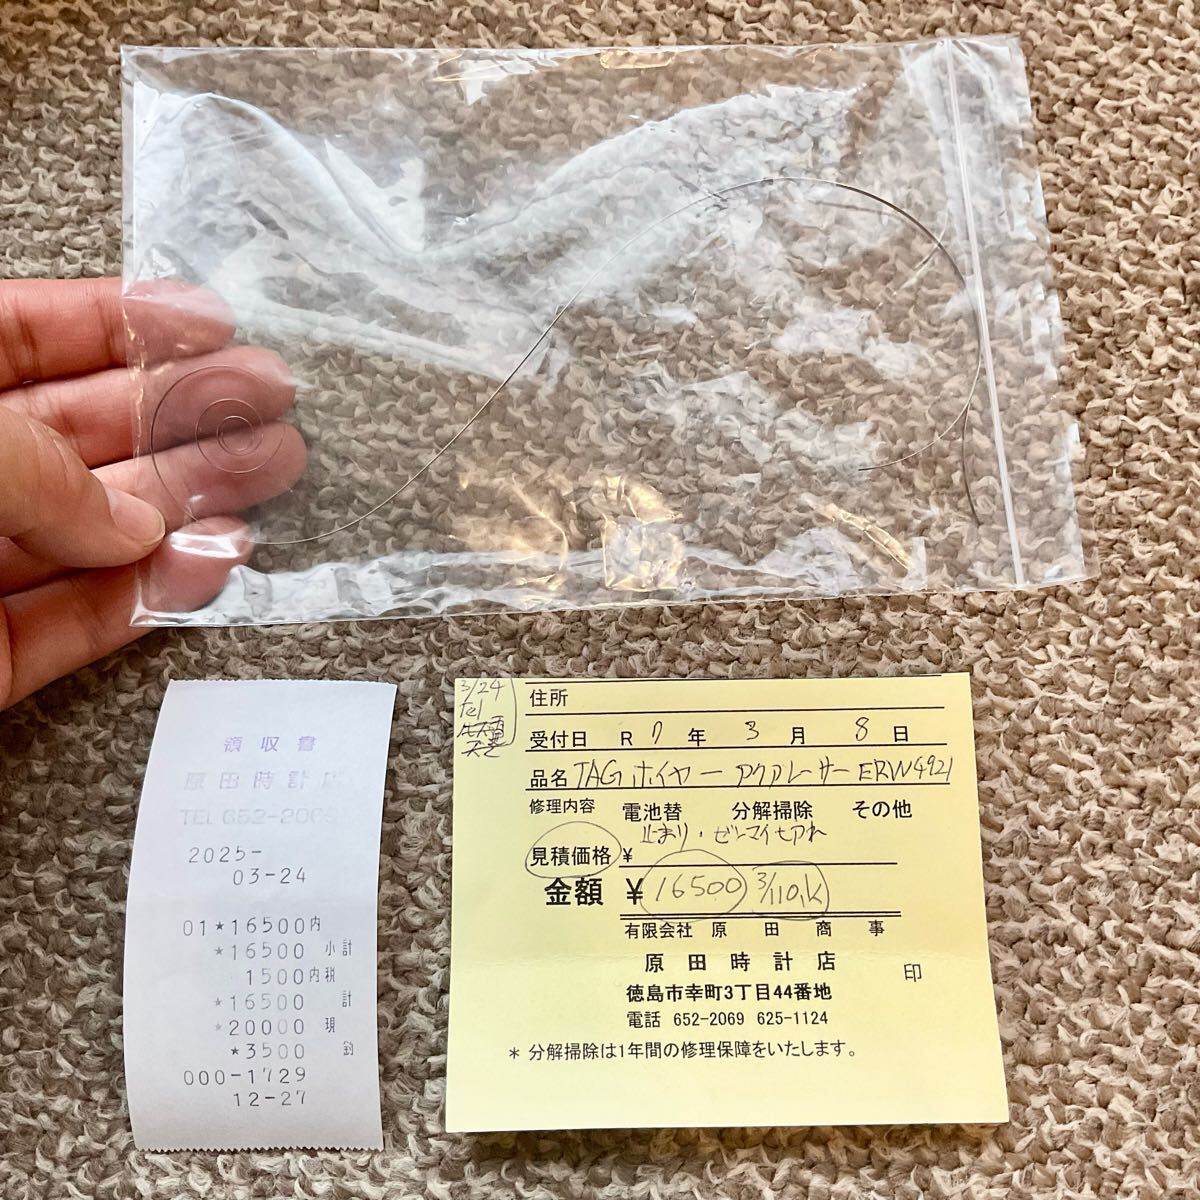 領収書
原田時計店
TEL 652-2069
2025-
03-24
01★16500内
★16500 小計
1500内税
★16500 計
★20000 現
★3500 釣
000-1729
12-27
3/24
Tel
住所
受付日 R 7 年 3 月 8 日
品名 TAG ホイヤー アクアレーサー ERW4921
修理内容 電池替 分解掃除 その他
止まり・ゼンマイ切れ
見積価格 ¥
金額 ¥ 16500 3/11 O.K
有限会社 原田商事
原田時計店
印
徳島市幸町3丁目44番地
電話 652-2069 625-1124
* 分解掃除は1年間の修理保障をいたします。